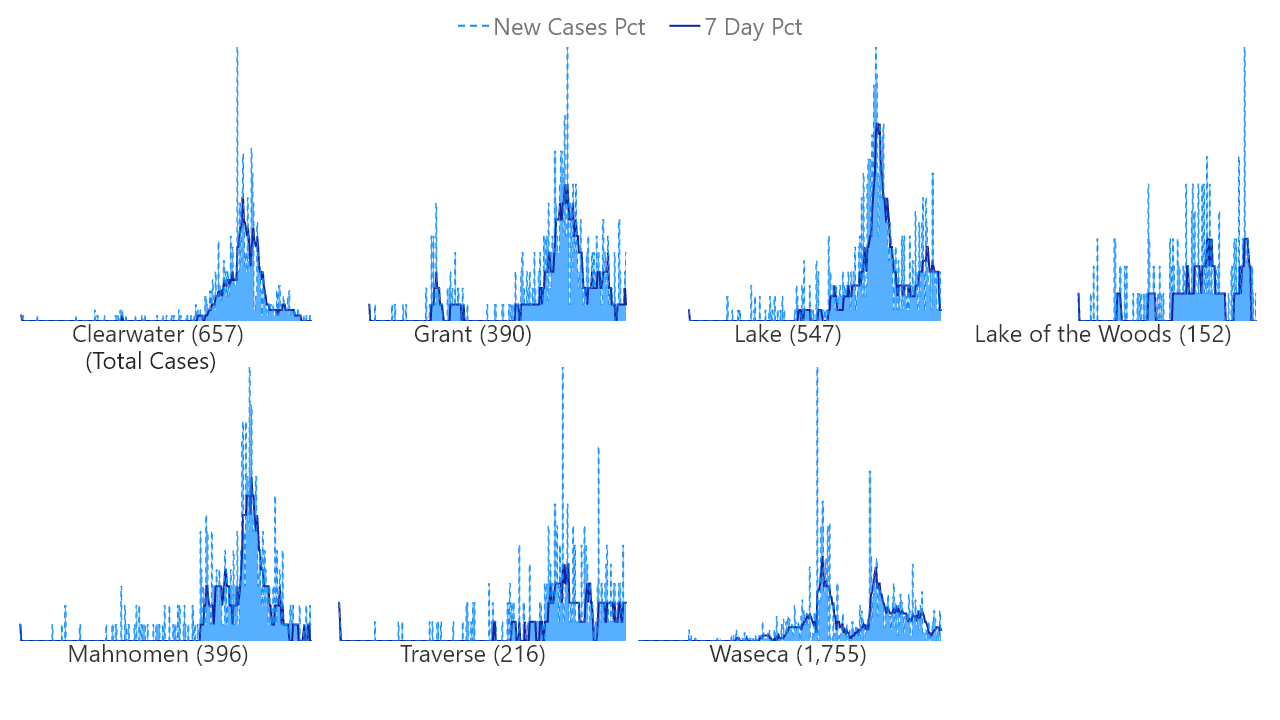 New Cases Pct 7 Day Pct
Clearwater (657) Grant (390) Lake (547) Lake of the Woods (152)
(Total Cases)
Mahnomen (396) Traverse (216) Waseca (1,755)